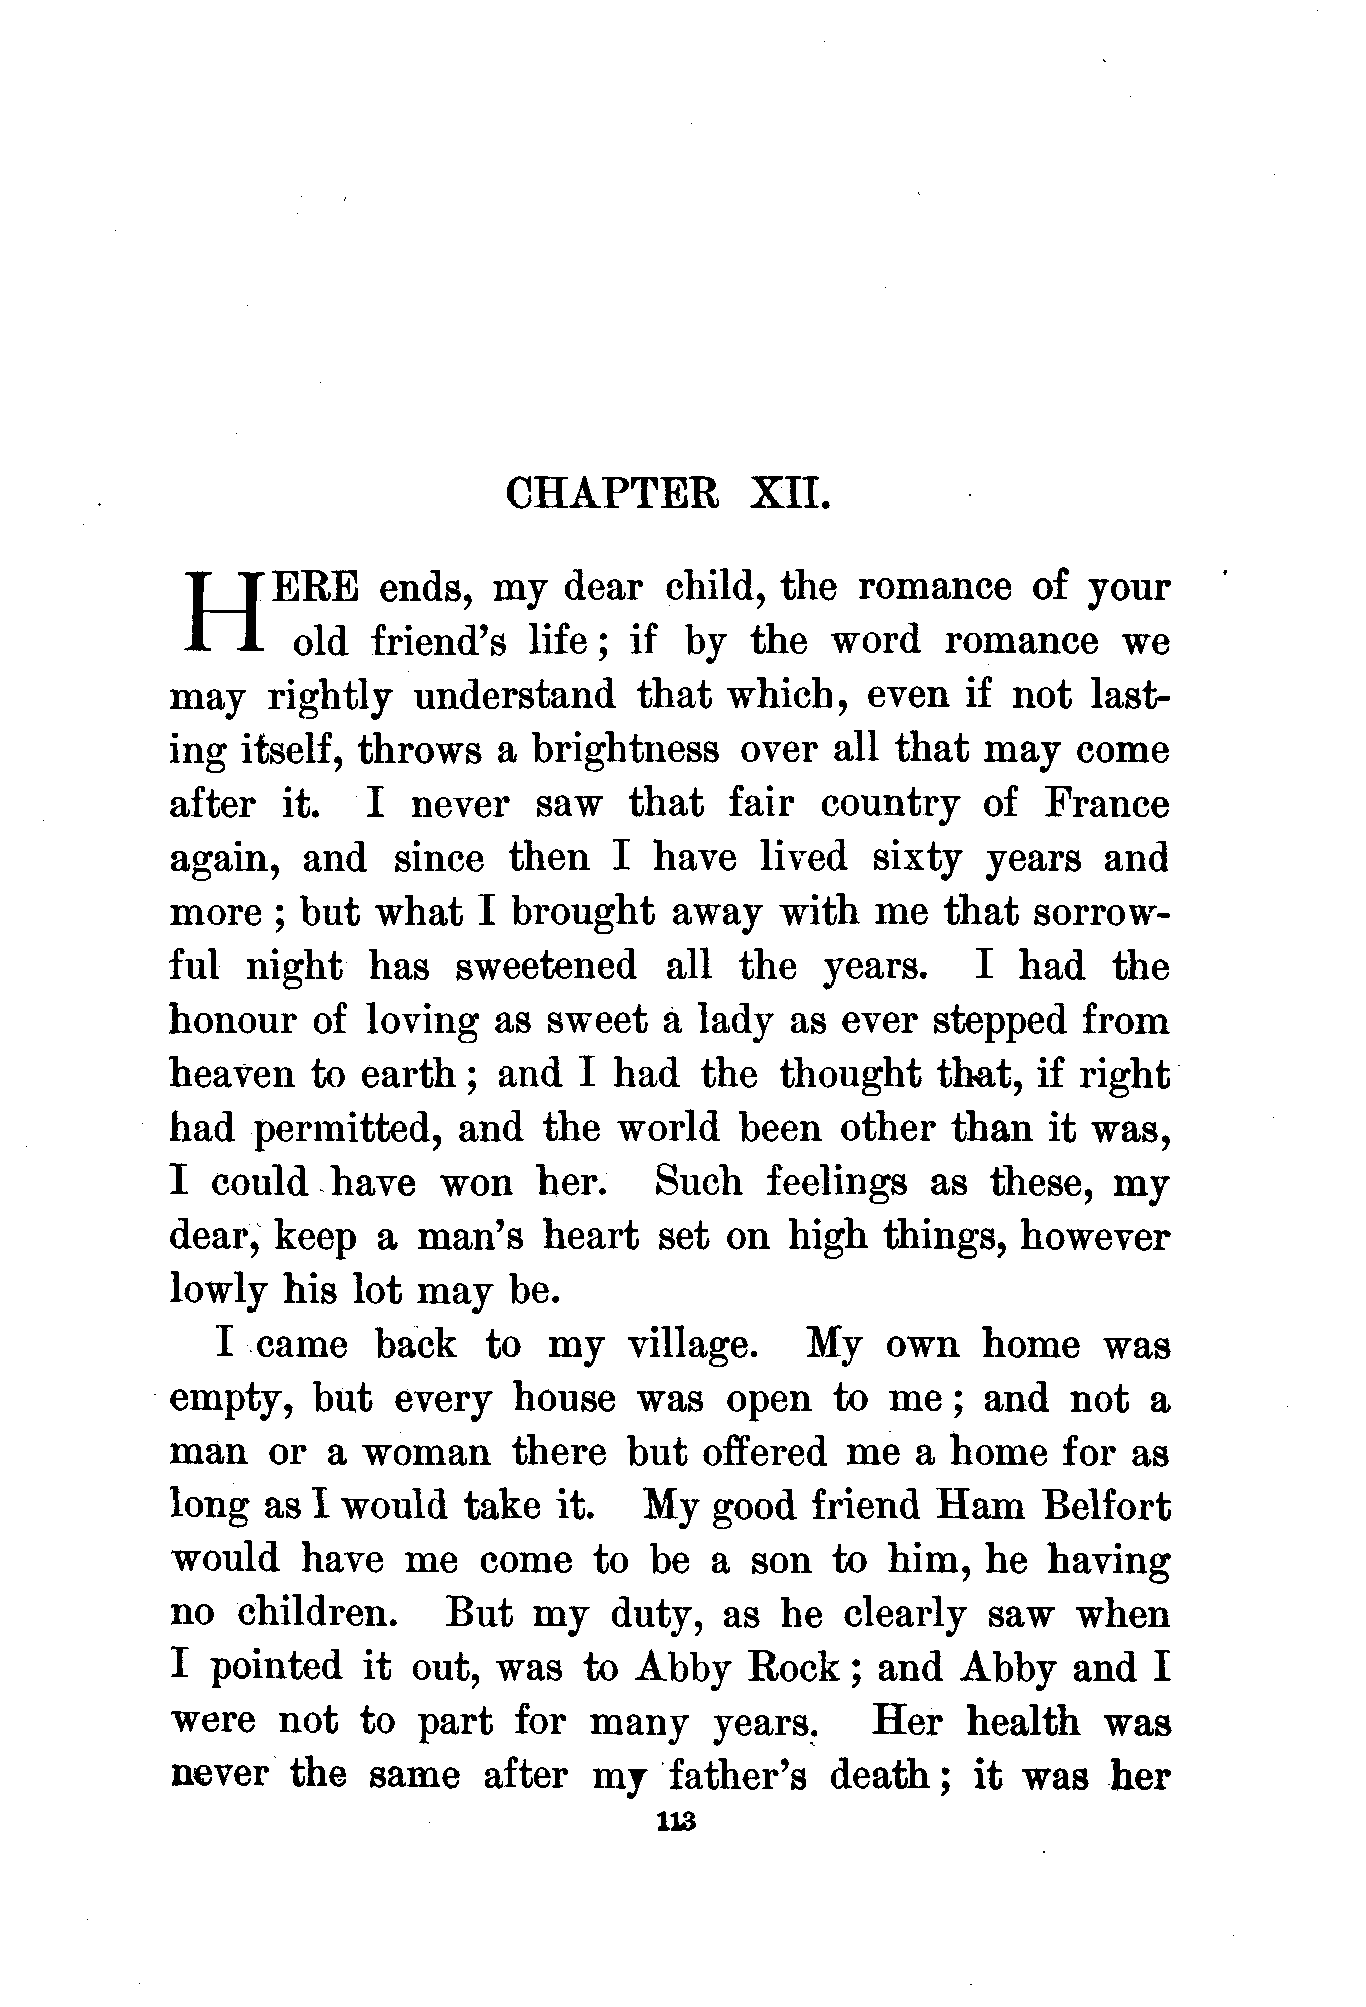 CHAPTER XII.
HERE ends, my dear child, the romance of your
old friend's life; if by the word romance we
may rightly understand that which, even if not last-
ing itself, throws a brightness over all that may come
after it. I never saw that fair country of France
again, and since then I have lived sixty years and
more; but what I brought away with me that sorrow-
ful night has sweetened all the years. I had the
honour of loving as sweet a lady as ever stepped from
heaven to earth; and I had the thought that, if right
had permitted, and the world been other than it was,
I could have won her. Such feelings as these, my
dear, keep a man's heart set on high things, however
lowly his lot may be.
I came back to my village. My own home was
empty, but every house was open to me; and not a
man or a woman there but offered me a home for as
long as I would take it. My good friend Ham Belfort
would have me come to be a son to him, he having
no children. But my duty, as he clearly saw when
I pointed it out, was to Abby Rock; and Abby and I
were not to part for many years. Her health was
never the same after my father's death; it was her
113